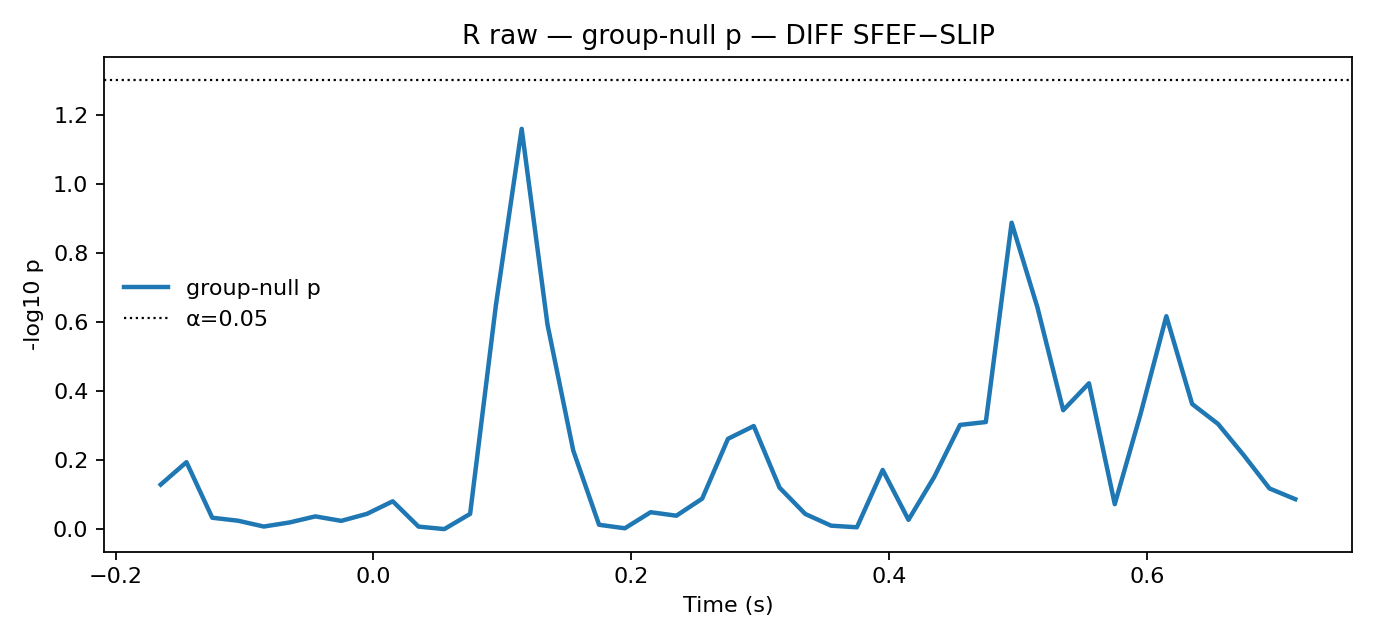 R raw — group-null p — DIFF SFEF−SLIP
1.2
1.0
0.8
0.6
0.4
0.2
0.0
-log10 p
group-null p
α=0.05
−0.2 0.0 0.2 0.4 0.6
Time (s)